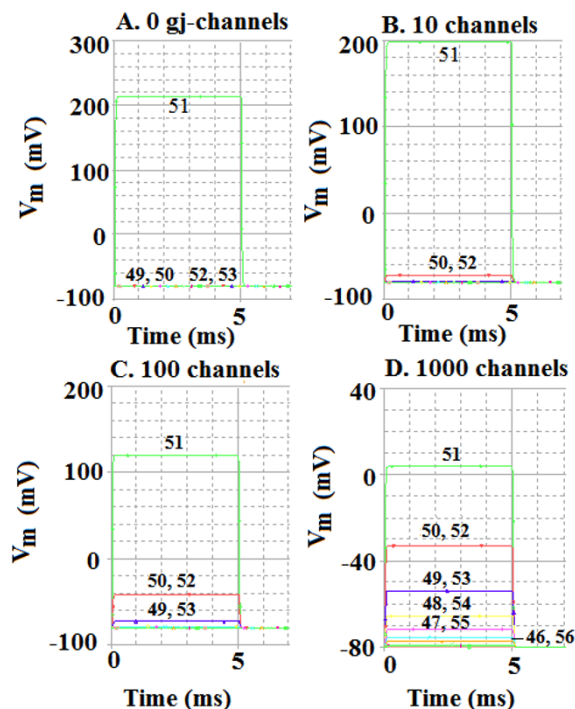 A. 0 gj-channels
300
200
100
0
-100
Vm (mV)
51
49, 50 52, 53
0 5
Time (ms)
B. 10 channels
200
100
0
-100
Vm (mV)
51
50, 52
0 5
Time (ms)
C. 100 channels
200
120
0
-100
Vm (mV)
51
50, 52
49, 53
0 5
Time (ms)
D. 1000 channels
40
0
-40
-80
Vm (mV)
51
50, 52
49, 53
48, 54
47, 55
46, 56
0 5
Time (ms)